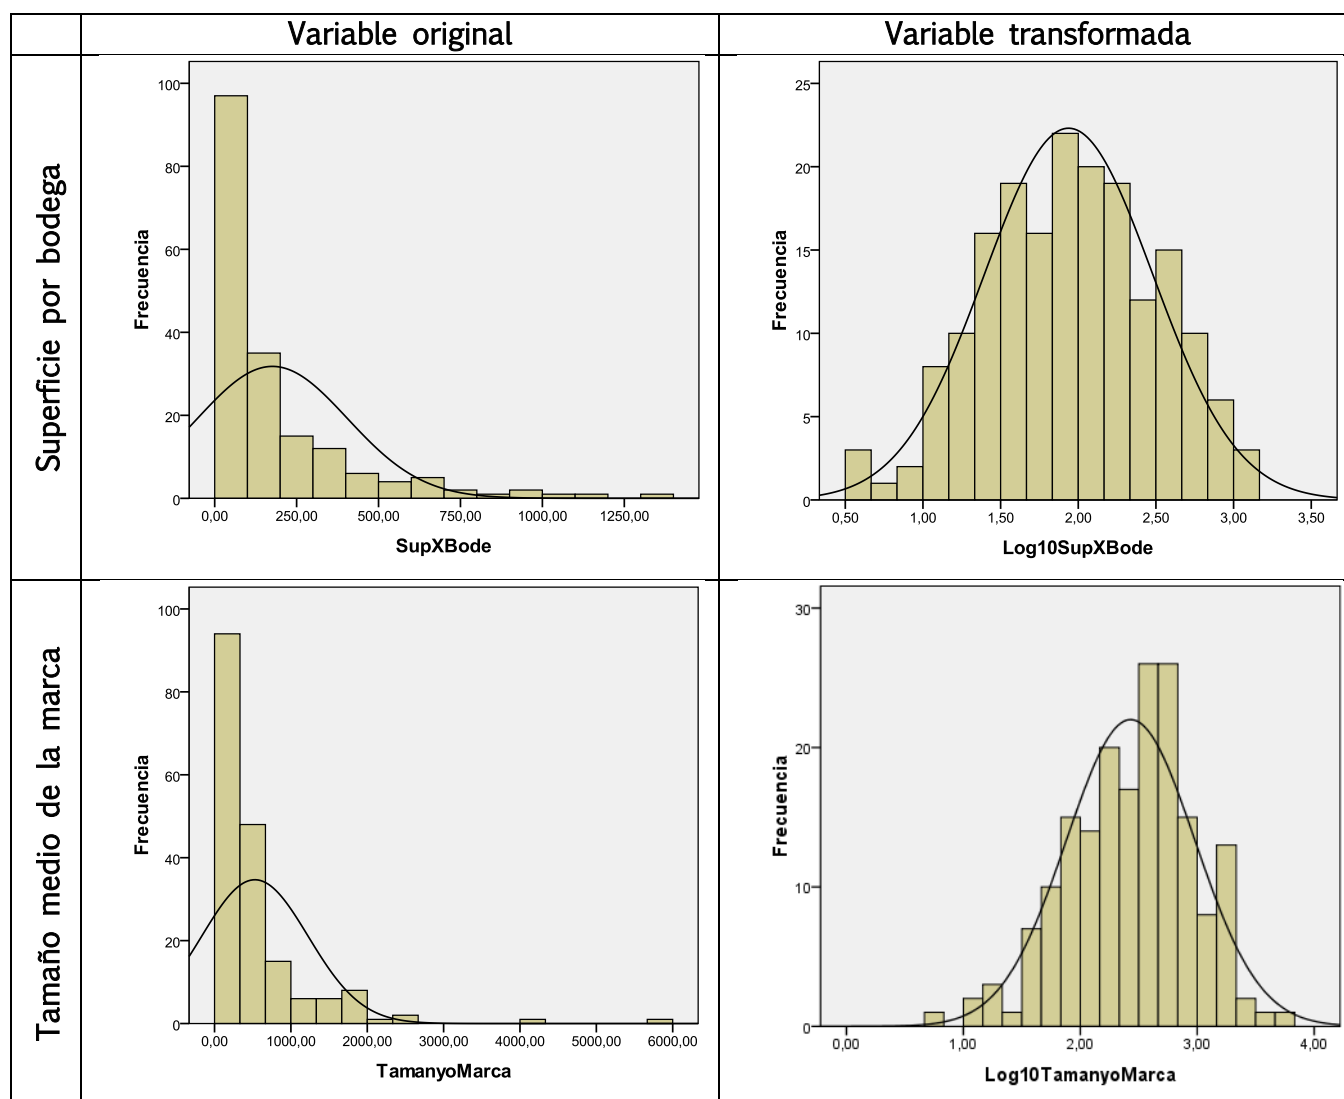 Variable original
Variable transformada
Superficie por bodega
100
80
60
40
20
0
Frecuencia
0,00 250,00 500,00 750,00 1000,00 1250,00
SupXBode
25
20
15
10
5
0
Frecuencia
0,50 1,00 1,50 2,00 2,50 3,00 3,50
Log10SupXBode
Tamaño medio de la marca
100
80
60
40
20
0
Frecuencia
0,00 1000,00 2000,00 3000,00 4000,00 5000,00 6000,00
TamanyoMarca
30
20
10
0
Frecuencia
0,00 1,00 2,00 3,00 4,00
Log10TamanyoMarca